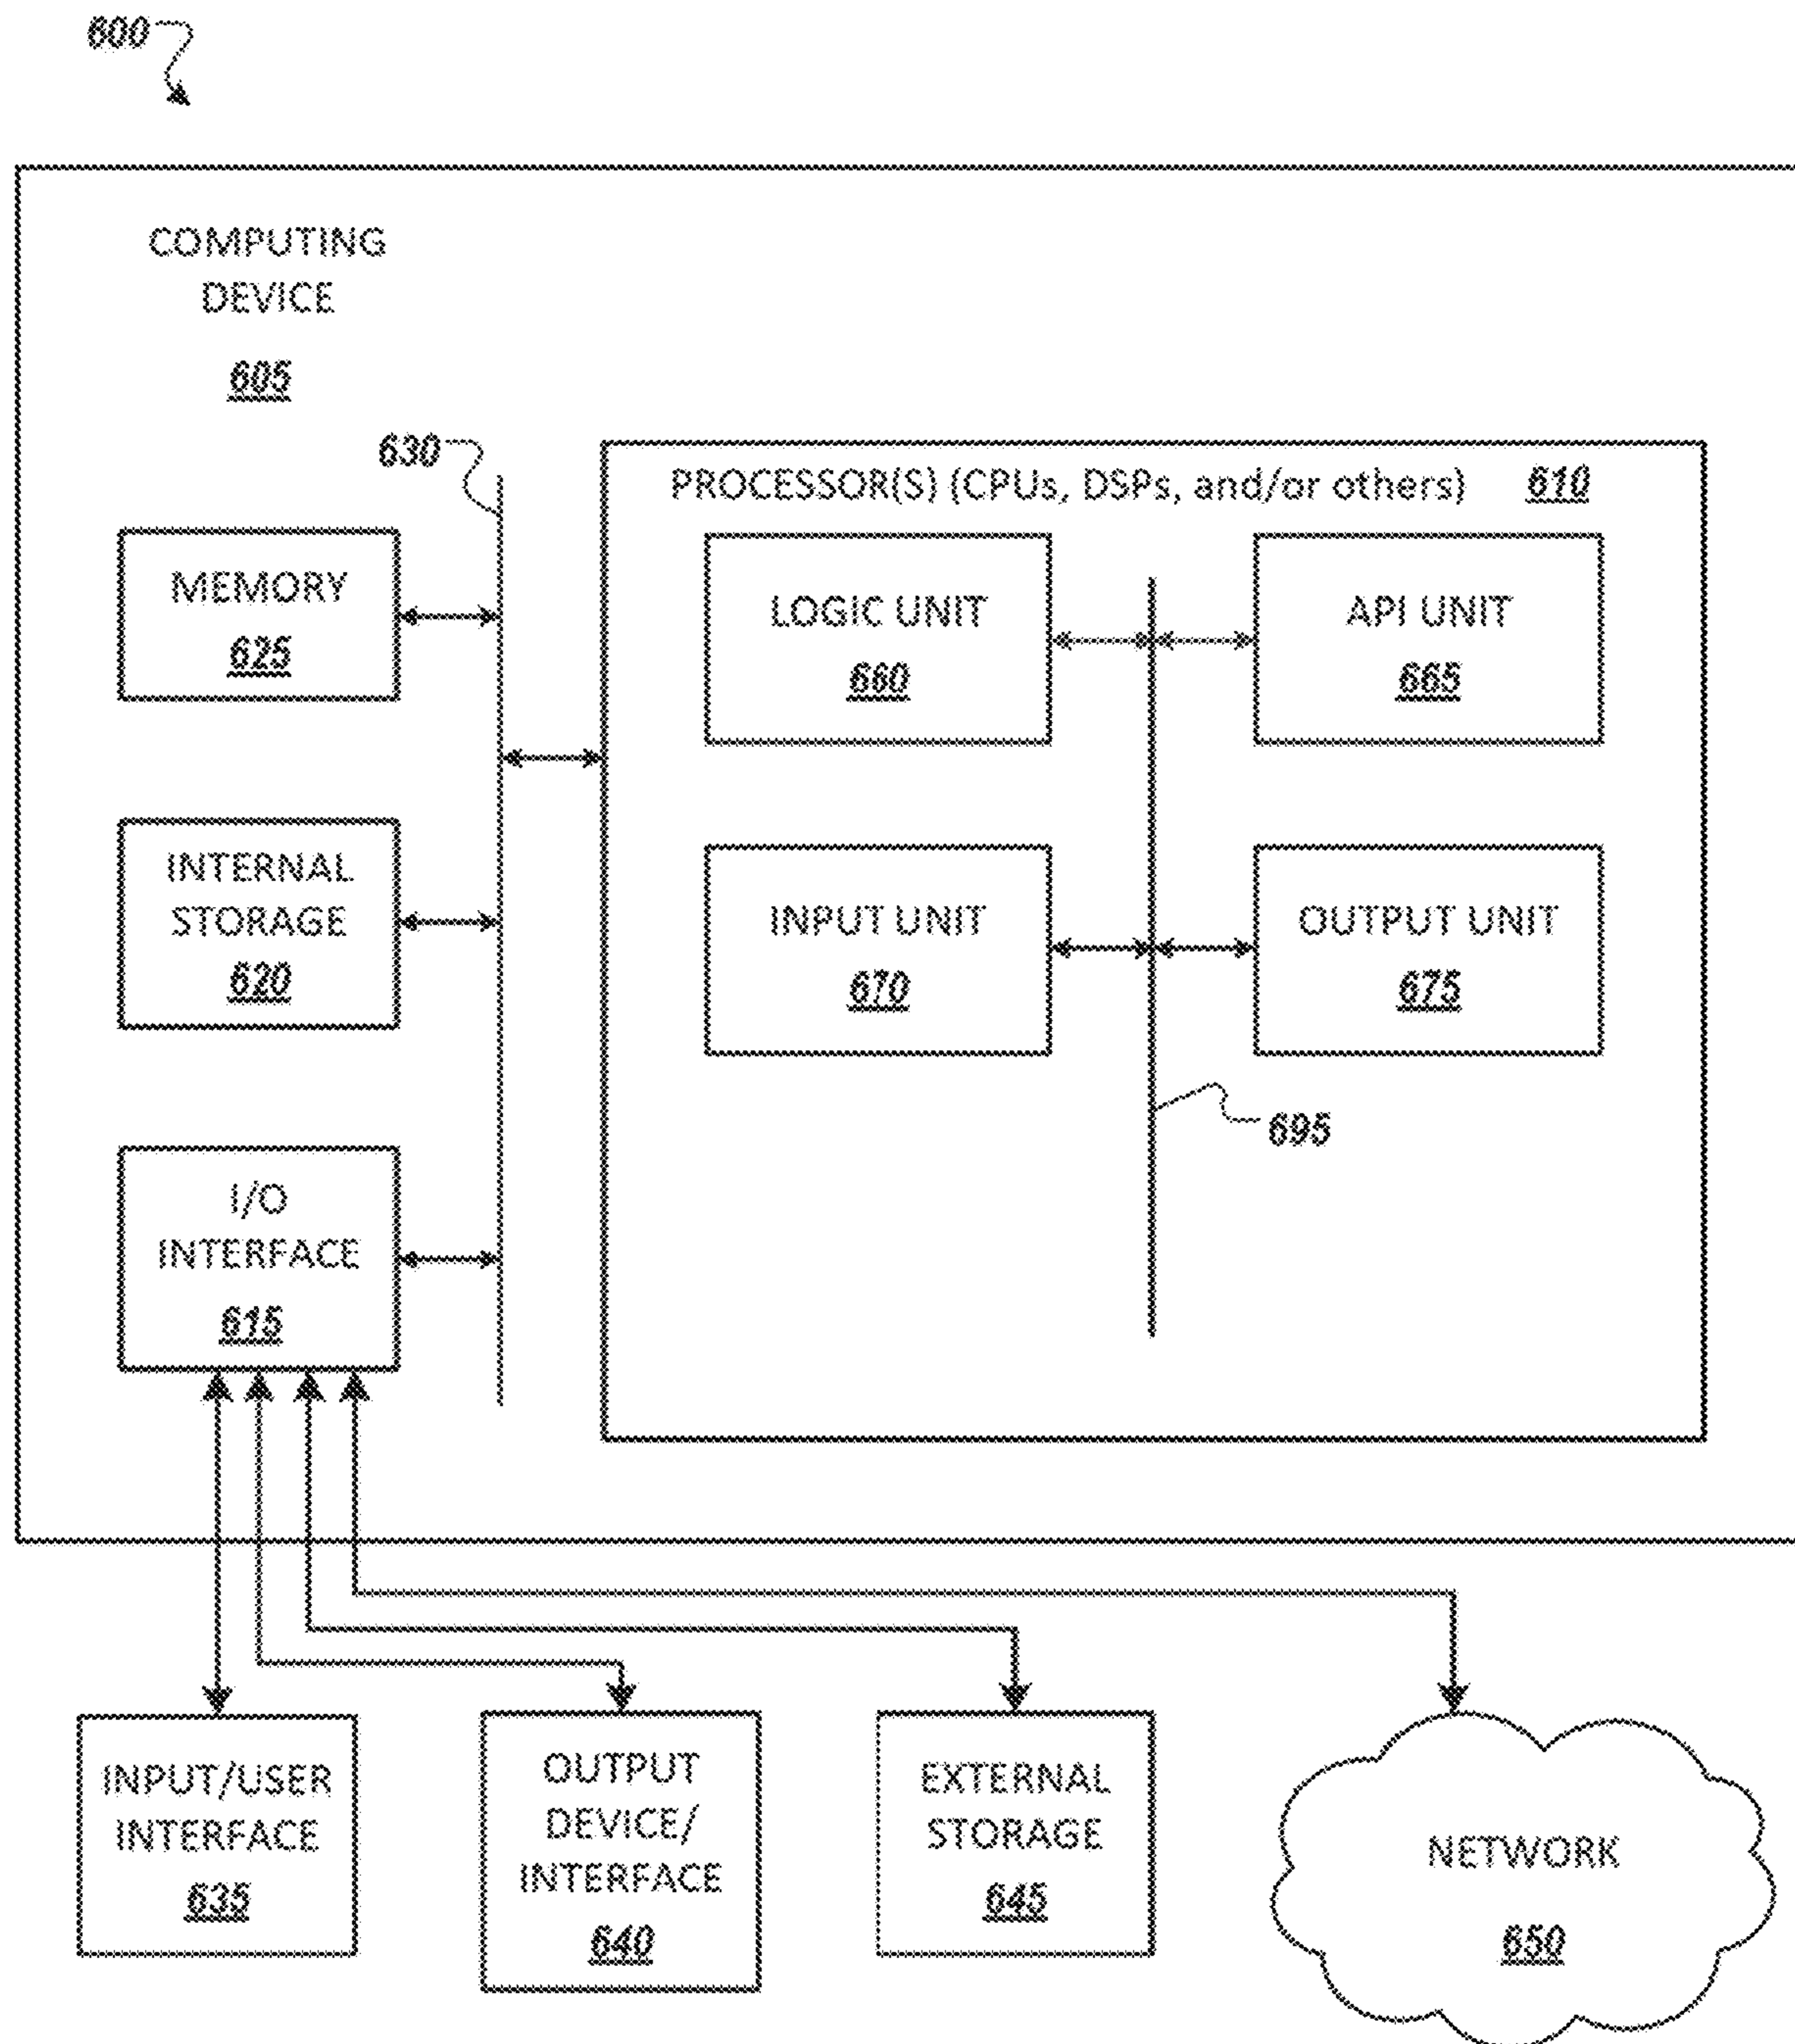 600
COMPUTING
DEVICE
605
630
PROCESSOR(S) (CPUs, DSPs, and/or others) 610
MEMORY
625
LOGIC UNIT
660
API UNIT
665
INTERNAL
STORAGE
620
INPUT UNIT
670
OUTPUT UNIT
675
695
I/O
INTERFACE
615
INPUT/USER
INTERFACE
635
OUTPUT
DEVICE/
INTERFACE
640
EXTERNAL
STORAGE
645
NETWORK
650